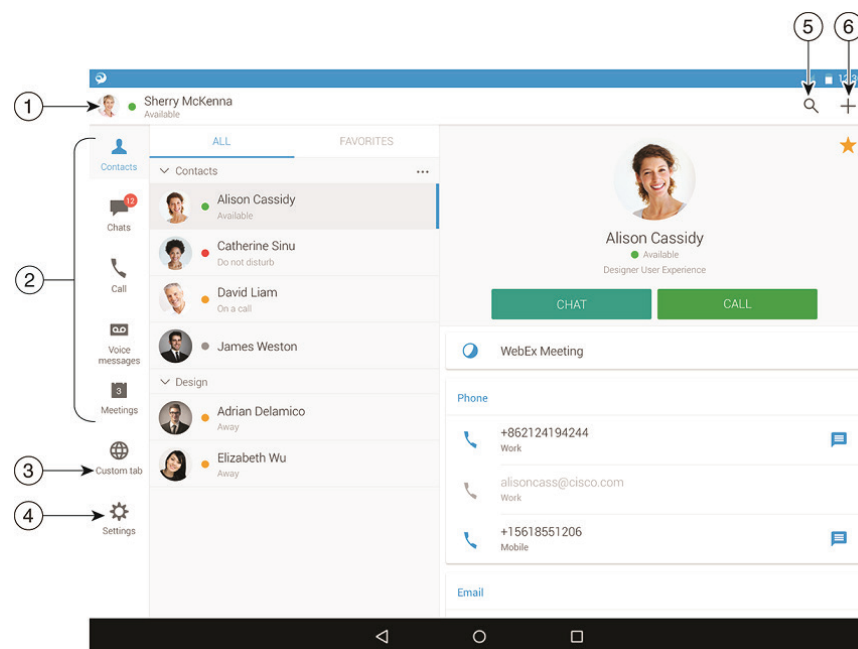 5 6
12:30
1
Sherry McKenna
Available
2
Contacts
12
Chats
Call
Voice
messages
3
Meetings
3
Custom tab
4
Settings
ALL FAVORITES
Contacts
Alison Cassidy
Available
Catherine Sinu
Do not disturb
David Liam
On a call
James Weston
Design
Adrian Delamico
Away
Elizabeth Wu
Away
Alison Cassidy
Available
Designer User Experience
CHAT CALL
WebEx Meeting
Phone
+862124194244
Work
alisoncass@cisco.com
Work
+15618551206
Mobile
Email